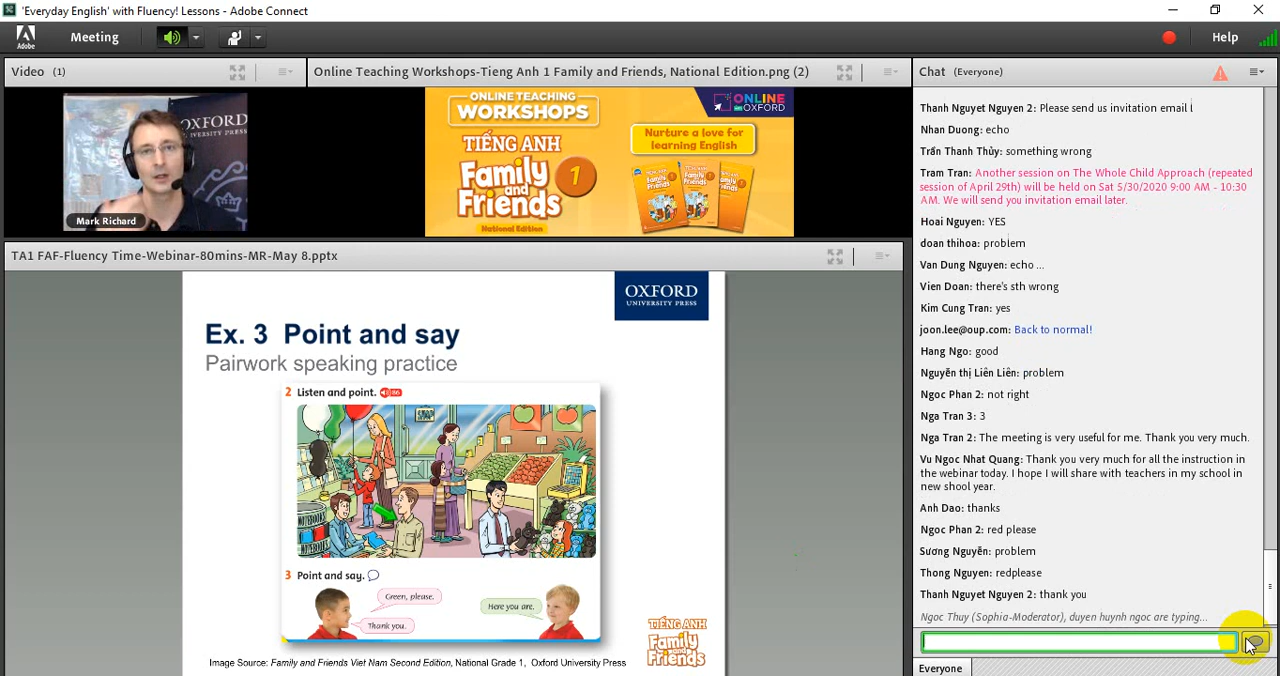 'Everyday English' with Fluency! Lessons - Adobe Connect
Adobe
Meeting
Help
Video (1)
OXFORD
UNIVERSITY PRESS
Mark Richard
Online Teaching Workshops-Tieng Anh 1 Family and Friends, National Edition.png (2)
ONLINE TEACHING
WORKSHOPS
TIẾNG ANH
Family
and
Friends
1
National Edition
ONLINE
Nurture a love for
learning English
TA1 FAF-Fluency Time-Webinar-80mins-MR-May 8.pptx
OXFORD
UNIVERSITY PRESS
Ex. 3 Point and say
Pairwork speaking practice
2 Listen and point. 86
3 Point and say.
Green, please.
Thank you.
Here you are.
TIẾNG ANH
Family
and
Friends
Image Source: Family and Friends Viet Nam Second Edition, National Grade 1, Oxford University Press
Chat (Everyone)
Thanh Nguyet Nguyen 2: Please send us invitation email i
Nhan Duong: echo
Trần Thanh Thủy: something wrong
Tram Tran: Another session on The Whole Child Approach (repeated
session of April 29th) will be held on Sat 5/30/2020 9:00 AM - 10:30
AM. We will send you invitation email later.
Hoai Nguyen: YES
doan thihoa: problem
Van Dung Nguyen: echo ...
Vien Doan: there's sth wrong
Kim Cung Tran: yes
joon.lee@oup.com: Back to normal!
Hang Ngo: good
Nguyễn thị Liên Liên: problem
Ngoc Phan 2: not right
Nga Tran 3: 3
Nga Tran 2: The meeting is very useful for me. Thank you very much.
Vu Ngoc Nhat Quang: Thank you very much for all the instruction in
the webinar today. I hope I will share with teachers in my school in
new shool year.
Anh Dao: thanks
Ngoc Phan 2: red please
Sương Nguyễn: problem
Thong Nguyen: redplease
Thanh Nguyet Nguyen 2: thank you
Ngoc Thuy (Sophia-Moderator), duyen huynh ngoc are typing...
Everyone